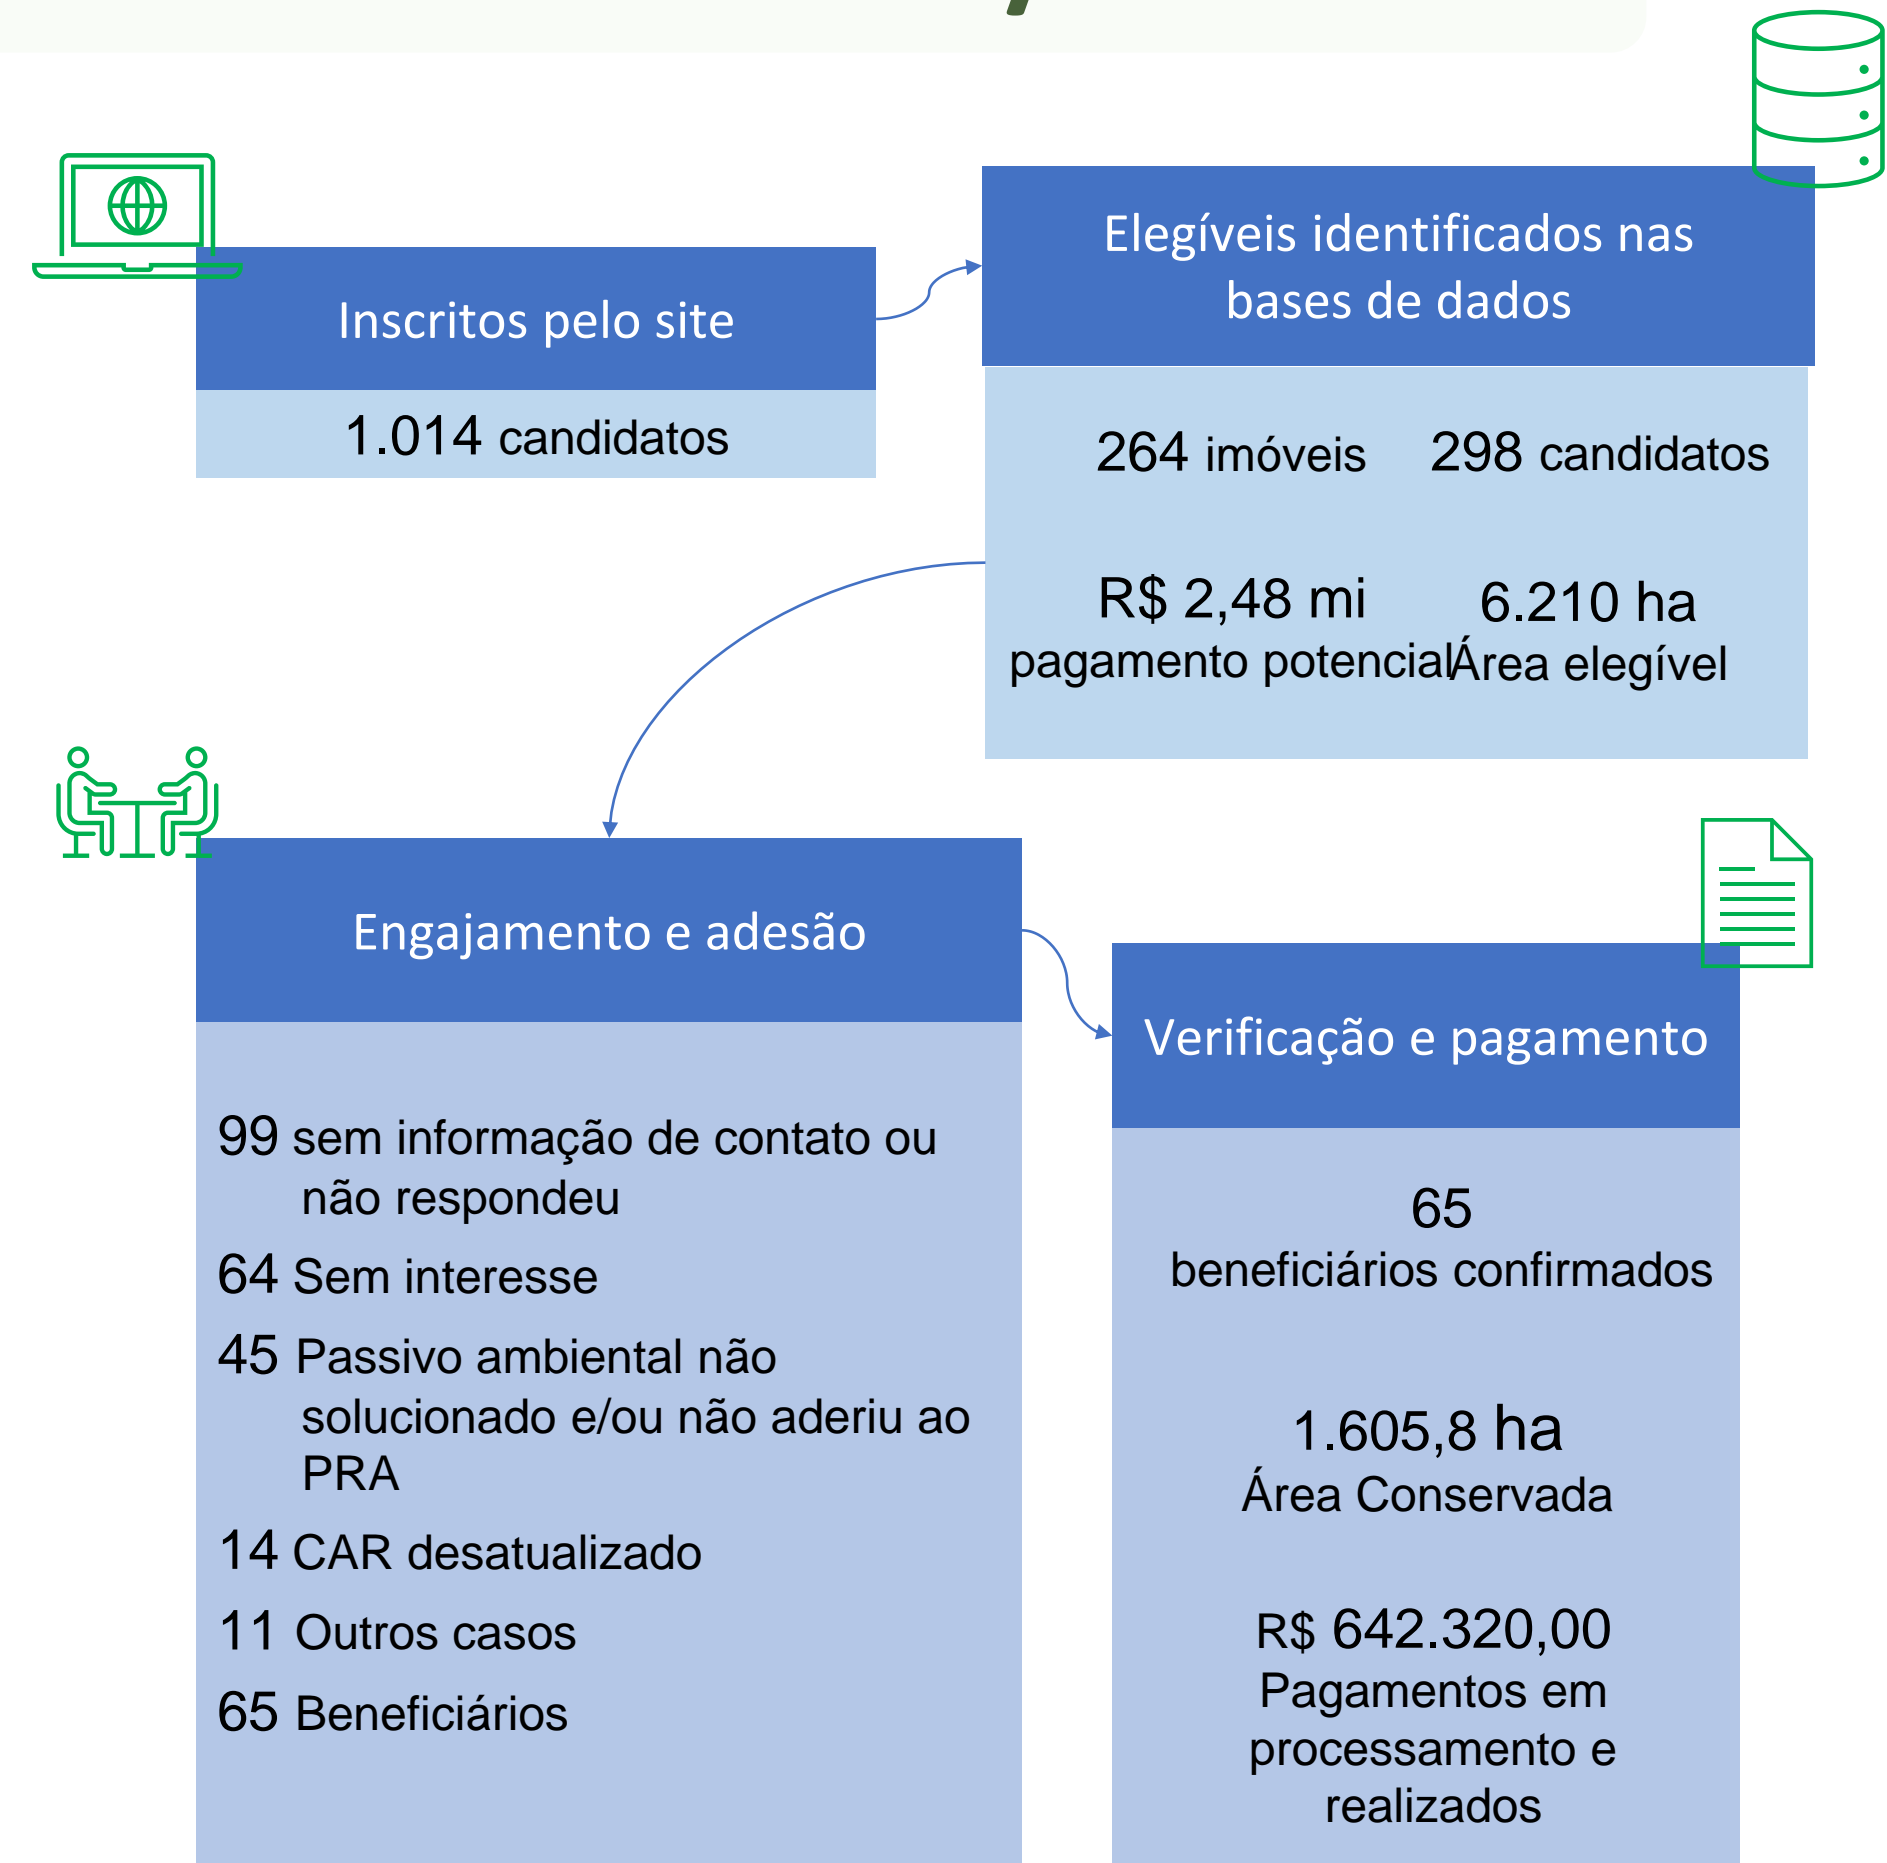 Inscritos pelo site
1.014 candidatos
Elegíveis identificados nas
bases de dados
264 imóveis
298 candidatos
R$ 2,48 mi
pagamento potencial
6.210 ha
Área elegível
Engajamento e adesão
99 sem informação de contato ou
não respondeu
64 Sem interesse
45 Passivo ambiental não
solucionado e/ou não aderiu ao
PRA
14 CAR desatualizado
11 Outros casos
65 Beneficiários
Verificação e pagamento
65
beneficiários confirmados
1.605,8 ha
Área Conservada
R$ 642.320,00
Pagamentos em
processamento e
realizados